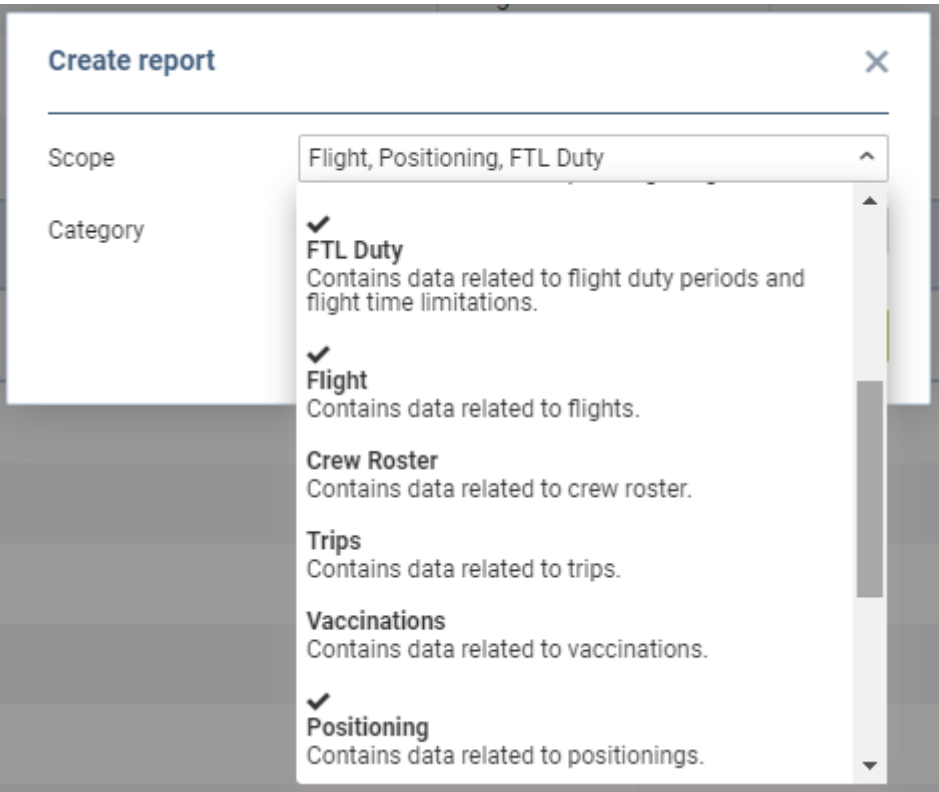 Create report
Scope
Flight, Positioning, FTL Duty
Category
FTL Duty
Contains data related to flight duty periods and
flight time limitations.
Flight
Contains data related to flights.
Crew Roster
Contains data related to crew roster.
Trips
Contains data related to trips.
Vaccinations
Contains data related to vaccinations.
Positioning
Contains data related to positionings.